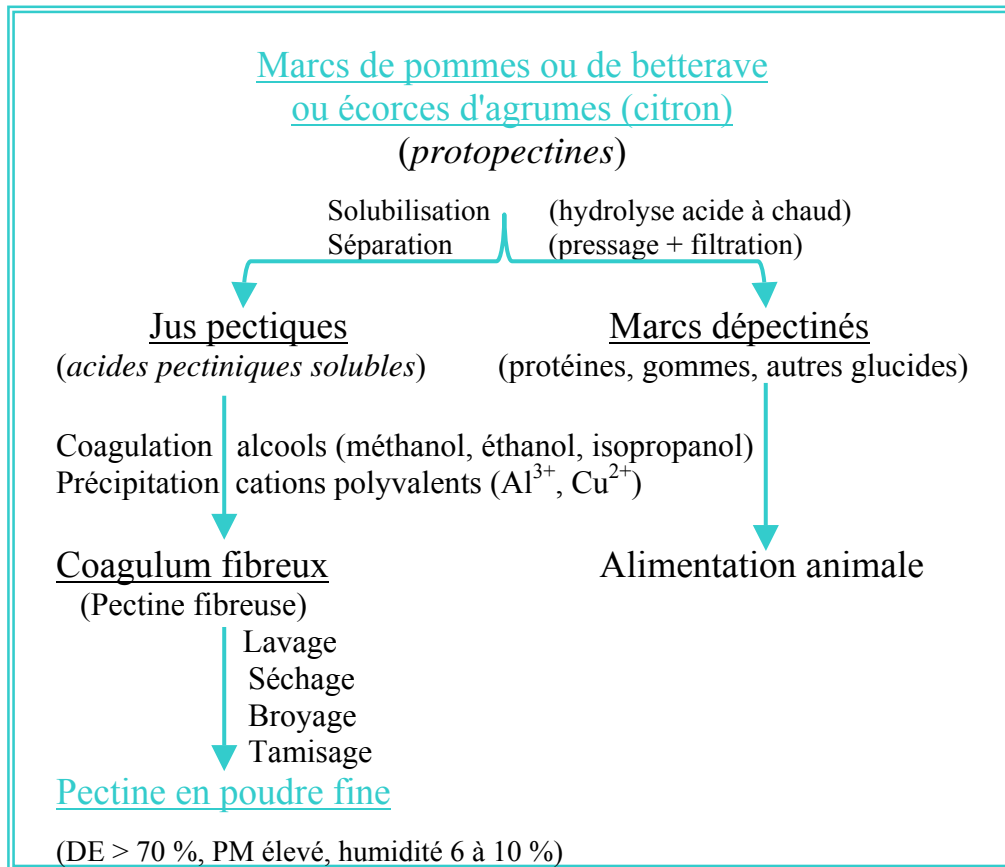 Marcs de pommes ou de betterave
ou écorces d'agrumes (citron)
(protopectines)
Solubilisation (hydrolyse acide à chaud)
Séparation (pressage + filtration)
Jus pectiques
(acides pectiniques solubles)
Marcs dépectinés
(protéines, gommes, autres glucides)
Coagulation alcools (méthanol, éthanol, isopropanol)
Précipitation cations polyvalents (Al³⁺, Cu²⁺)
Coagulum fibreux
(Pectine fibreuse)
Alimentation animale
Lavage
Séchage
Broyage
Tamisage
Pectine en poudre fine
(DE > 70 %, PM élevé, humidité 6 à 10 %)